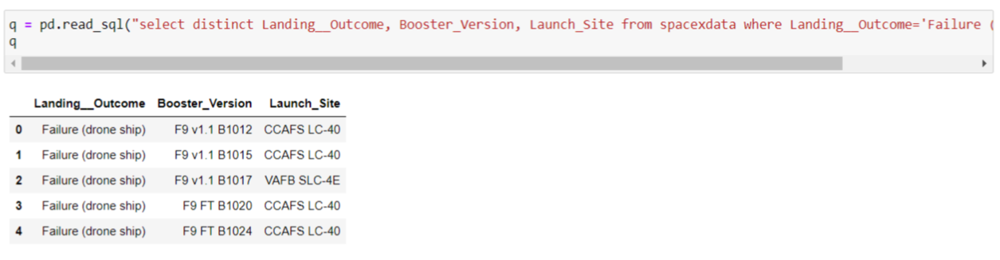 q = pd.read_sql("select distinct Landing__Outcome, Booster_Version, Launch_Site from spacexdata where Landing__Outcome='Failure (
q
Landing__Outcome Booster_Version Launch_Site
0 Failure (drone ship) F9 v1.1 B1012 CCAFS LC-40
1 Failure (drone ship) F9 v1.1 B1015 CCAFS LC-40
2 Failure (drone ship) F9 v1.1 B1017 VAFB SLC-4E
3 Failure (drone ship) F9 FT B1020 CCAFS LC-40
4 Failure (drone ship) F9 FT B1024 CCAFS LC-40